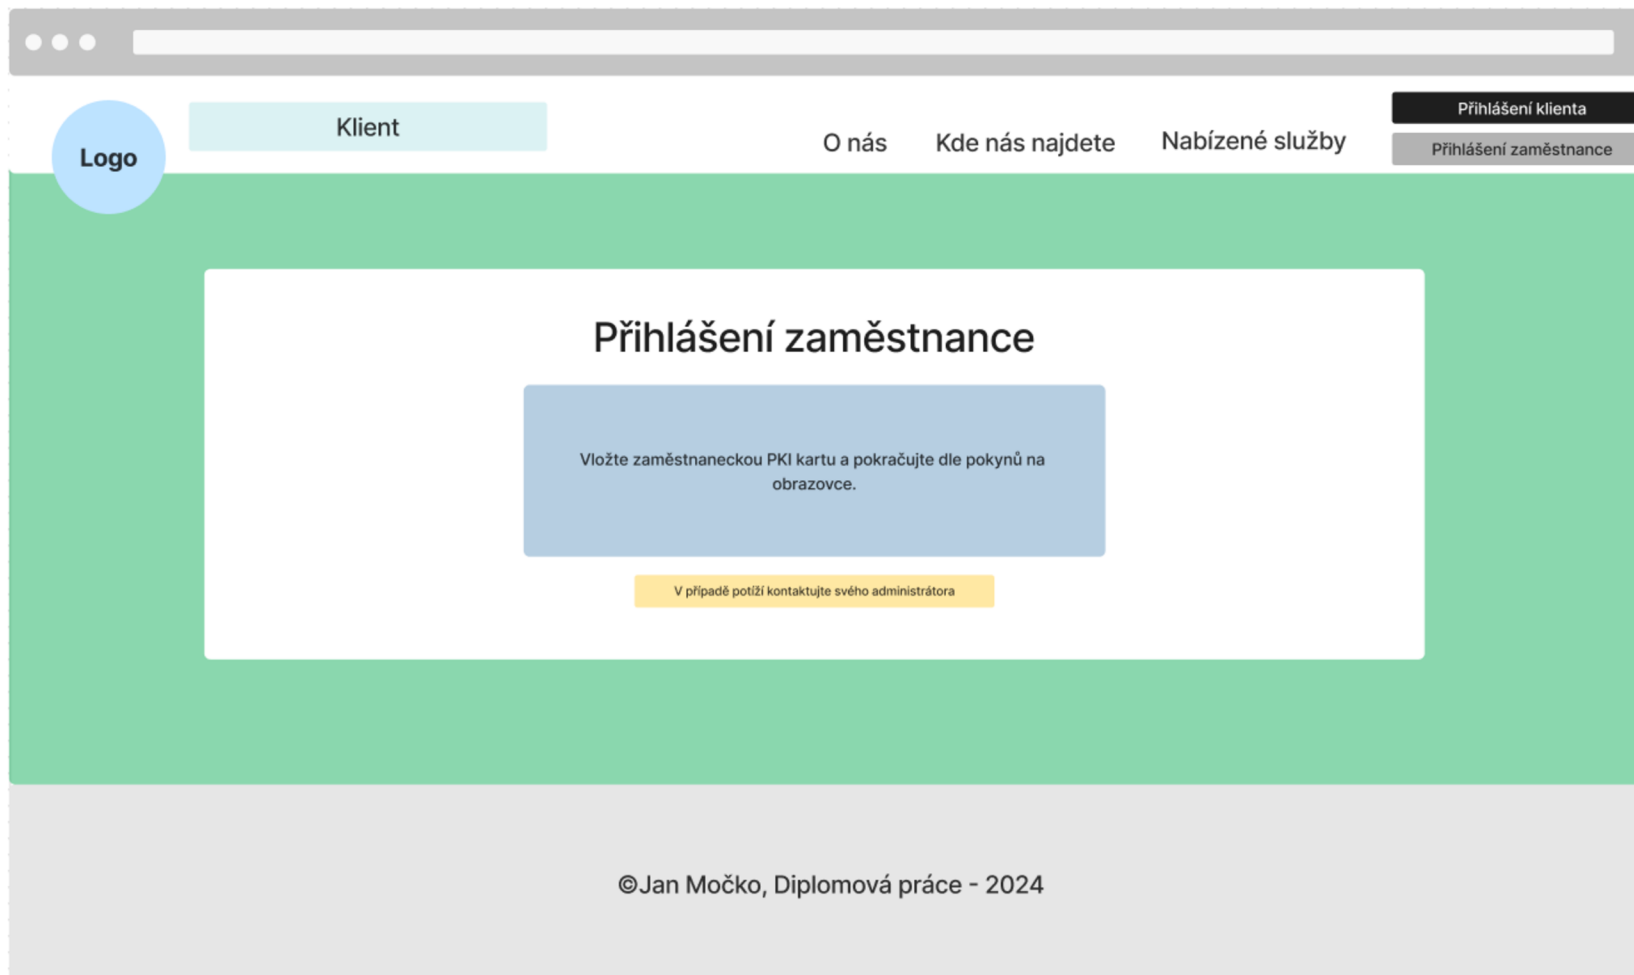 Logo
Klient
O nás
Kde nás najdete
Nabízené služby
Přihlášení klienta
Přihlášení zaměstnance
Přihlášení zaměstnance
Vložte zaměstnaneckou PKI kartu a pokračujte dle pokynů na
obrazovce.
V případě potíží kontaktujte svého administrátora
©Jan Močko, Diplomová práce - 2024